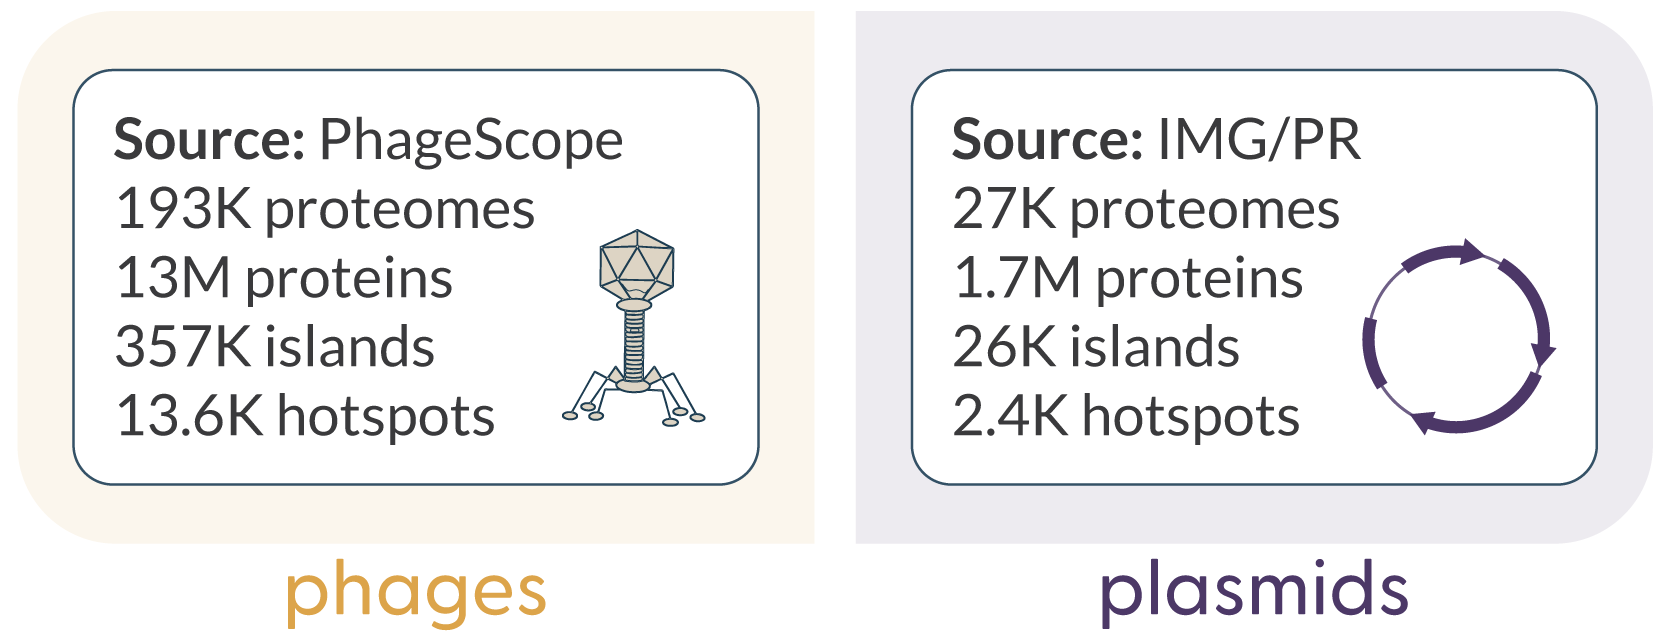 Source: PhageScope
193K proteomes
13M proteins
357K islands
13.6K hotspots
phages
Source: IMG/PR
27K proteomes
1.7M proteins
26K islands
2.4K hotspots
plasmids